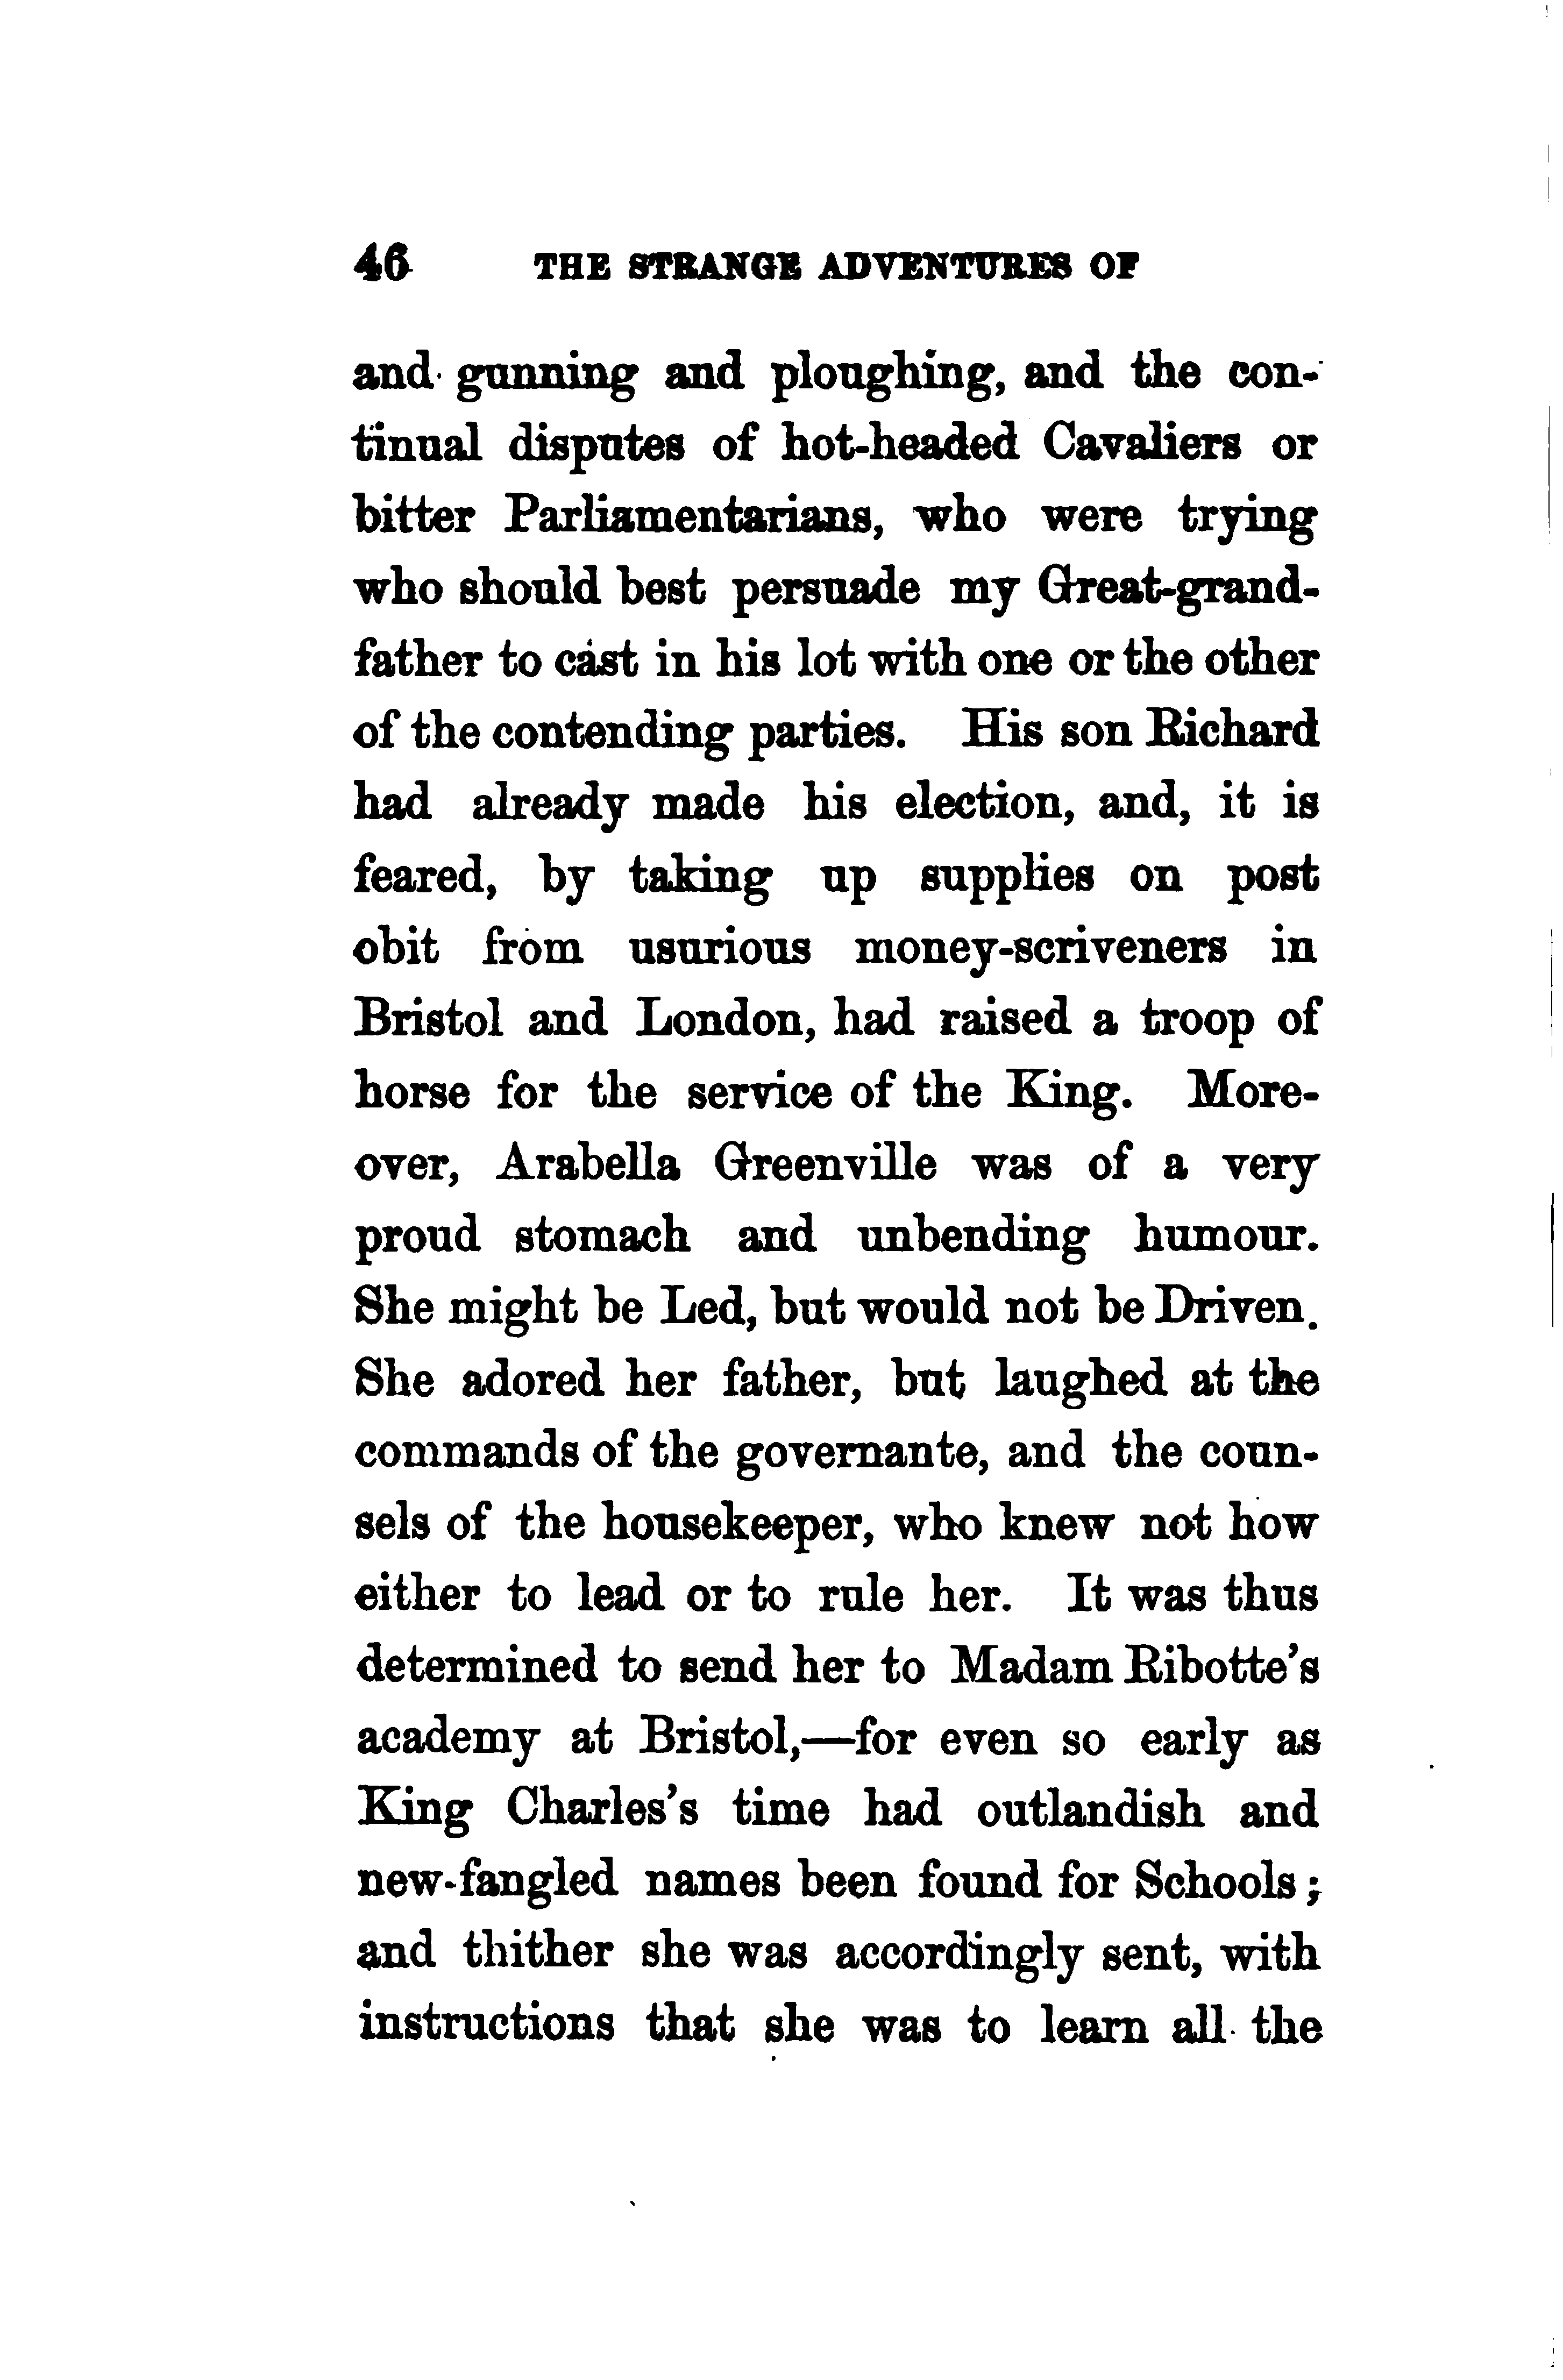 46 THE STRANGE ADVENTURES OF
and gunning and ploughing, and the con-
tinual disputes of hot-headed Cavaliers or
bitter Parliamentarians, who were trying
who should best persuade my Great-grand-
father to cast in his lot with one or the other
of the contending parties. His son Richard
had already made his election, and, it is
feared, by taking up supplies on post
obit from usurious money-scriveners in
Bristol and London, had raised a troop of
horse for the service of the King. More-
over, Arabella Greenville was of a very
proud stomach and unbending humour.
She might be Led, but would not be Driven.
She adored her father, but laughed at the
commands of the governante, and the coun-
sels of the housekeeper, who knew not how
either to lead or to rule her. It was thus
determined to send her to Madam Ribotte's
academy at Bristol,—for even so early as
King Charles's time had outlandish and
new-fangled names been found for Schools;
and thither she was accordingly sent, with
instructions that she was to learn all the